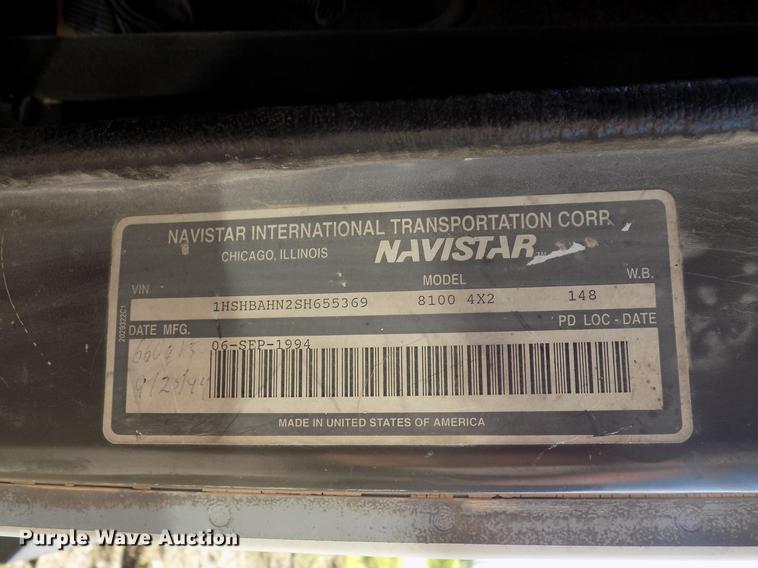 NAVISTAR INTERNATIONAL TRANSPORTATION CORP.
CHICAGO, ILLINOIS NAVISTAR
VIN MODEL W.B.
1HSHBAHN2SH655369 8100 4X2 148
DATE MFG. PD LOC - DATE
06-SEP-1994
MADE IN UNITED STATES OF AMERICA
2029322C1
Purple Wave Auction